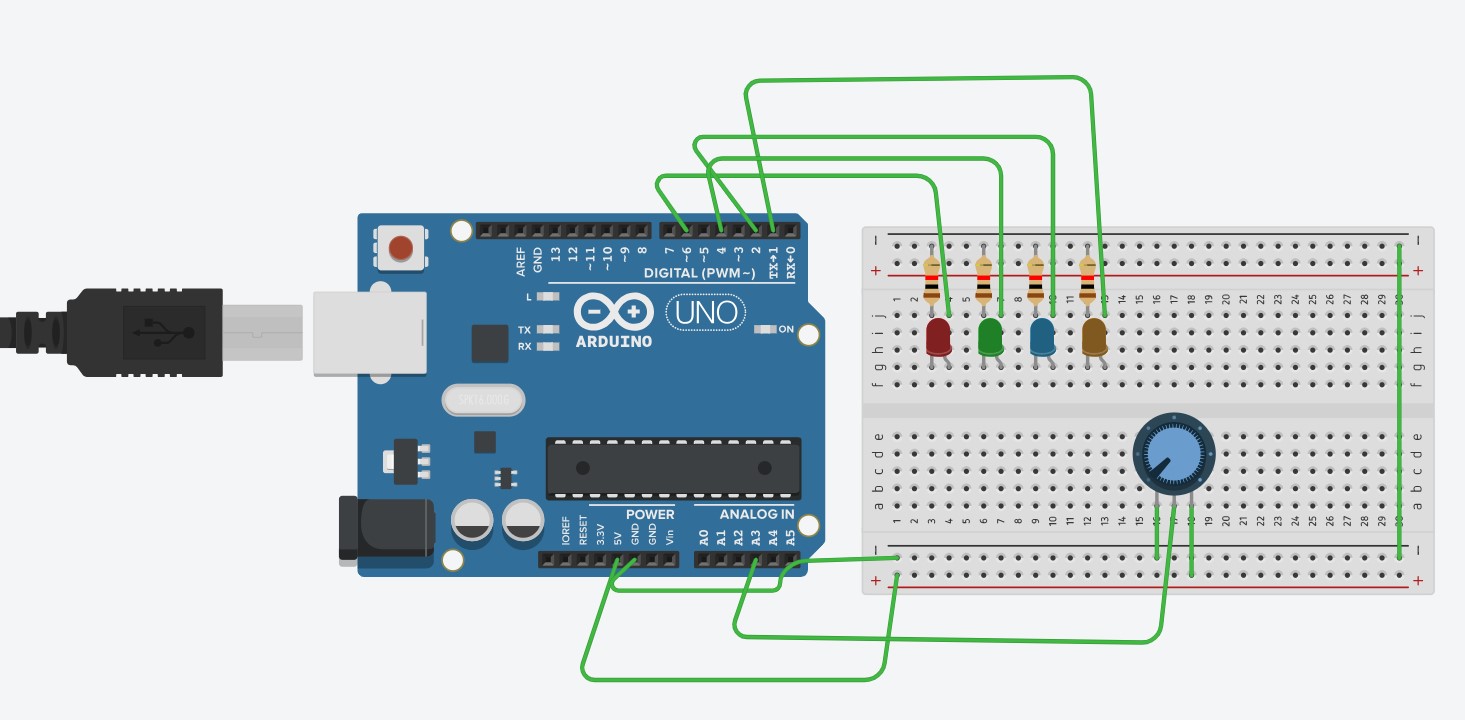 AREF
GND
13
12
~11
~10
~9
8
7
~6
~5
4
~3
2
TX→1
RX←0
DIGITAL (PWM~)
L
TX
RX
ARDUINO
UNO
ON
SPK16.000G
IOREF
RESET
3.3V
5V
GND
GND
Vin
POWER
ANALOG IN
A0
A1
A2
A3
A4
A5
− −
+ +
1 4 5 8 10 11 12 13 14 15 16 17 18 19 20 21 22 23 24 25 26 27 28 29 30
j j
i i
h h
g g
f f
e e
d d
c c
b b
a a
1 2 3 4 5 6 7 8 9 10 11 12 13 14 15 16 17 18 19 20 21 22 23 24 25 26 27 28 29 30
− −
+ +